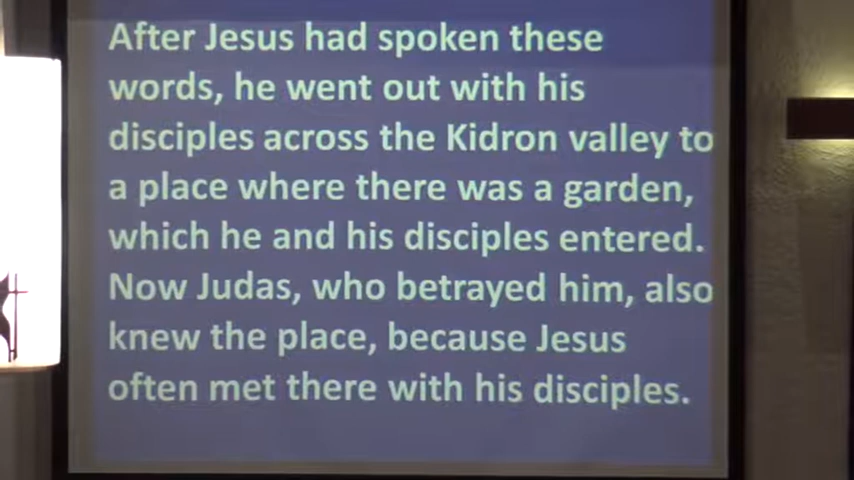 After Jesus had spoken these
words, he went out with his
disciples across the Kidron valley to
a place where there was a garden,
which he and his disciples entered.
Now Judas, who betrayed him, also
knew the place, because Jesus
often met there with his disciples.